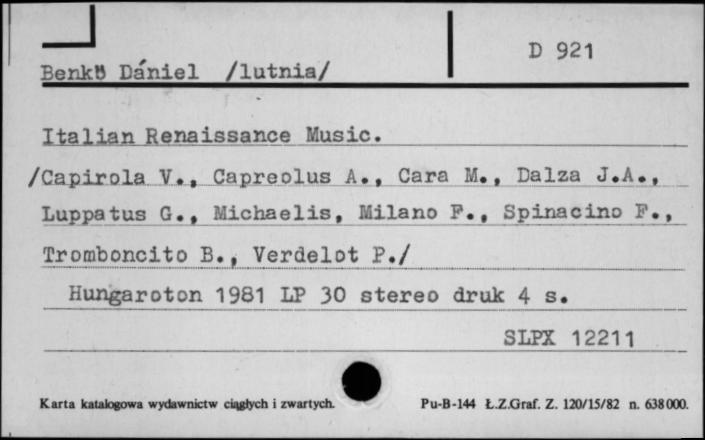 D 921
Benkő Dániel /lutnia/
Italian Renaissance Music.
/Capirola V., Capreolus A., Cara M., Dalza J.A.,
Luppatus G., Michaelis, Milano F., Spinacino F.,
Tromboncito B., Verdelot P./
Hungaroton 1981 LP 30 stereo druk 4 s.
SLPX 12211
Karta katalogowa wydawnictw ciągłych i zwartych. Pu-B-144 Ł.Z.Graf. Z. 120/15/82 n. 638 000.